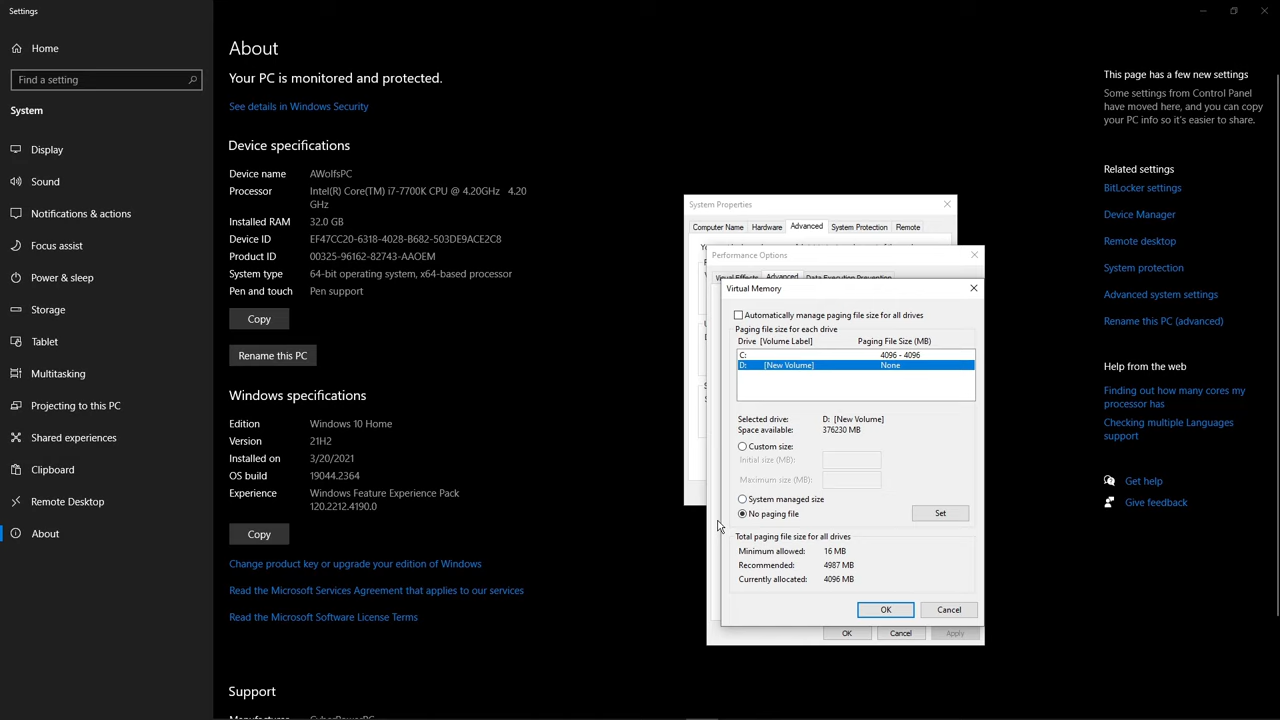 Settings
Home
Find a setting
System
Display
Sound
Notifications & actions
Focus assist
Power & sleep
Storage
Tablet
Multitasking
Projecting to this PC
Shared experiences
Clipboard
Remote Desktop
About
About
Your PC is monitored and protected.
See details in Windows Security
Device specifications
Device name AWolfsPC
Processor Intel(R) Core(TM) i7-7700K CPU @ 4.20GHz 4.20
GHz
Installed RAM 32.0 GB
Device ID EF47CC20-6318-4028-B682-503DE9ACE2C8
Product ID 00325-96162-82743-AAOEM
System type 64-bit operating system, x64-based processor
Pen and touch Pen support
Copy
Rename this PC
Windows specifications
Edition Windows 10 Home
Version 21H2
Installed on 3/20/2021
OS build 19044.2364
Experience Windows Feature Experience Pack
120.2212.4190.0
Copy
Change product key or upgrade your edition of Windows
Read the Microsoft Services Agreement that applies to our services
Read the Microsoft Software License Terms
Support
System Properties
Computer Name Hardware Advanced System Protection Remote
Performance Options
Visual Effects Advanced Data Execution Prevention
Virtual Memory
Automatically manage paging file size for all drives
Paging file size for each drive
Drive [Volume Label] Paging File Size (MB)
C: 4096 - 4096
D: [New Volume] None
Selected drive: D: [New Volume]
Space available: 376230 MB
Custom size:
Initial size (MB):
Maximum size (MB):
System managed size
No paging file
Set
Total paging file size for all drives
Minimum allowed: 16 MB
Recommended: 4987 MB
Currently allocated: 4096 MB
OK Cancel
OK Cancel Apply
This page has a few new settings
Some settings from Control Panel
have moved here, and you can copy
your PC info so it's easier to share.
Related settings
BitLocker settings
Device Manager
Remote desktop
System protection
Advanced system settings
Rename this PC (advanced)
Help from the web
Finding out how many cores my
processor has
Checking multiple Languages
support
Get help
Give feedback